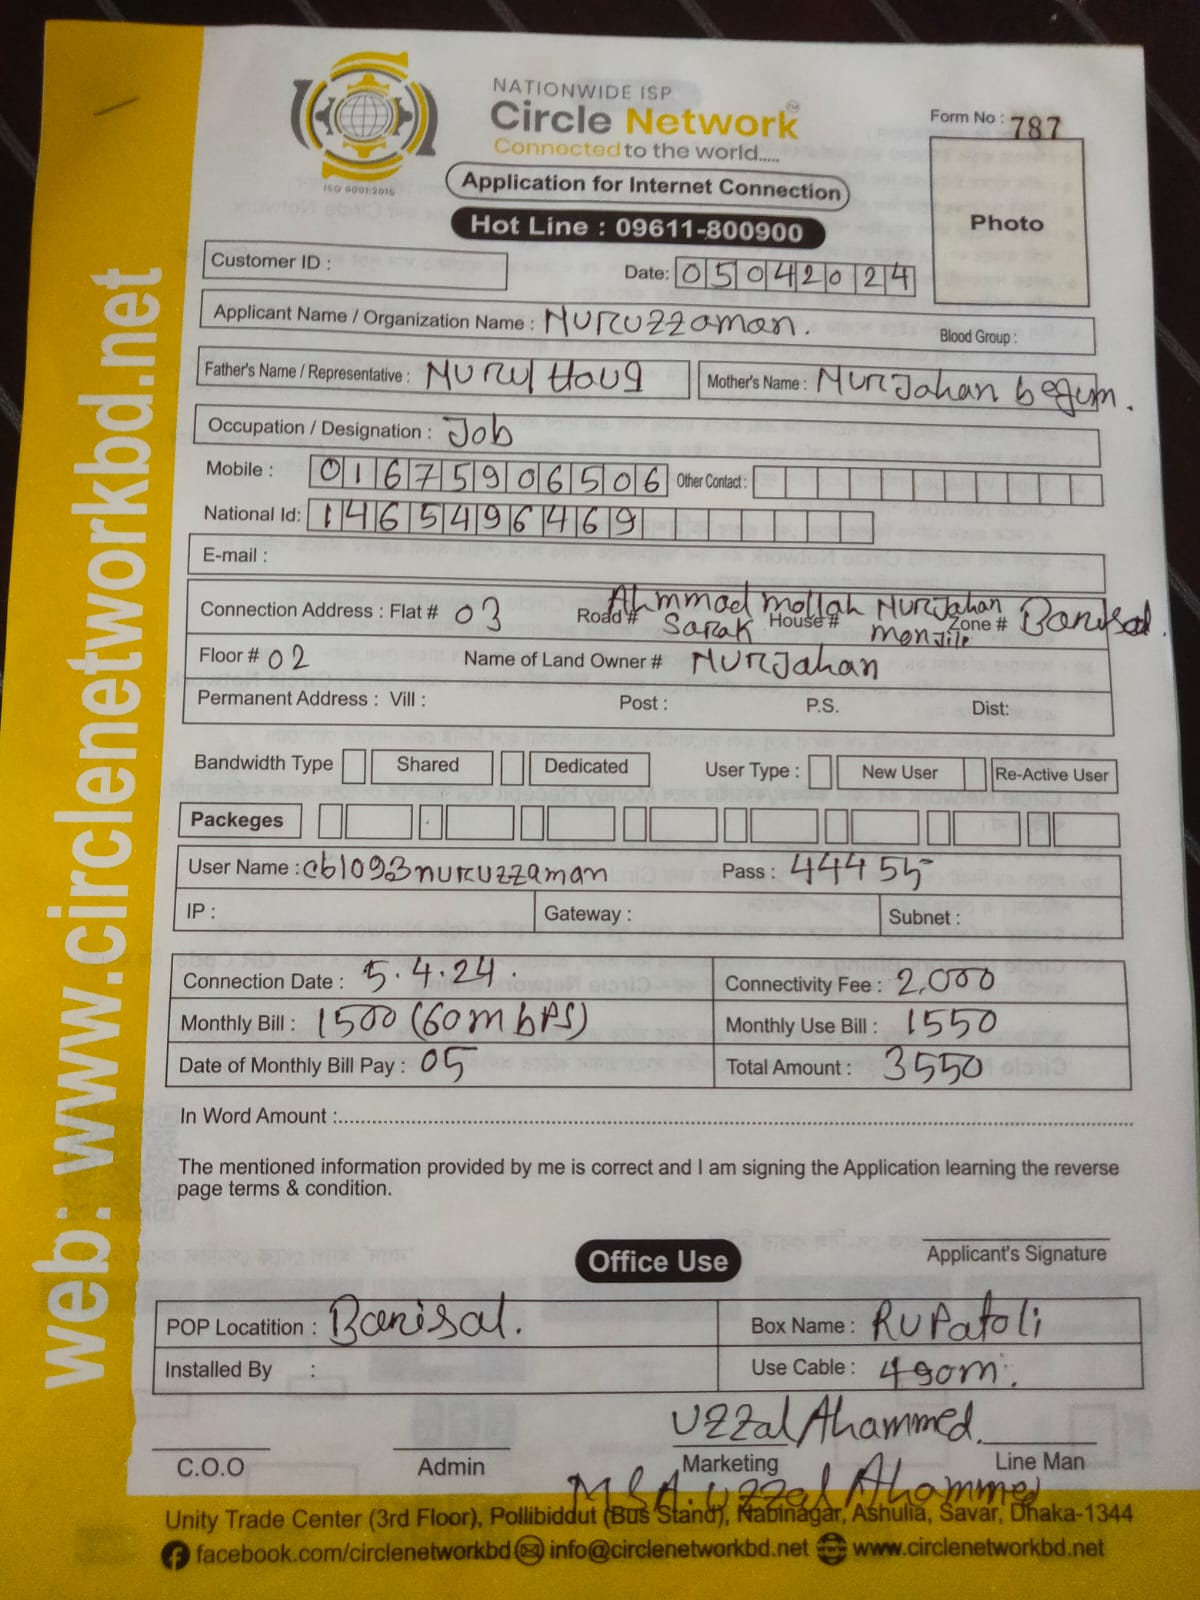 NATIONWIDE ISP
Circle Network™
Connected to the world.....
ISO 9001:2015
Form No : 787
Application for Internet Connection
Hot Line : 09611-800900
Photo
web: www.circlenetworkbd.net
Customer ID :
Date: 05042024
Applicant Name / Organization Name : Nuruzzaman. Blood Group :
Father's Name / Representative : Nurul Hauq Mother's Name : Nurjahan begum.
Occupation / Designation : Job
Mobile : 01675906506 Other Contact :
National Id: 1465496469
E-mail :
Connection Address : Flat # 03 Road # Ahmmad mollah Sarak House # Nurjahan monjile Zone # Barisal.
Floor # 02 Name of Land Owner # Nurjahan
Permanent Address : Vill : Post : P.S. Dist:
Bandwidth Type Shared Dedicated User Type : New User Re-Active User
Packeges
User Name : cb1093nuruzzaman Pass : 44455
IP : Gateway : Subnet :
Connection Date : 5.4.24. Connectivity Fee : 2,000
Monthly Bill : 1500 (60mbps) Monthly Use Bill : 1550
Date of Monthly Bill Pay : 05 Total Amount : 3550
In Word Amount :
The mentioned information provided by me is correct and I am signing the Application learning the reverse
page terms & condition.
Applicant's Signature
Office Use
POP Locatition : Barisal. Box Name : Rupatoli
Installed By : Use Cable : 490m.
Uzzal Ahammed.
C.O.O Admin Marketing Line Man
Uzzal Ahammed
Unity Trade Center (3rd Floor), Pollibiddut (Bus Stand), Nabinagar, Ashulia, Savar, Dhaka-1344
facebook.com/circlenetworkbd info@circlenetworkbd.net www.circlenetworkbd.net